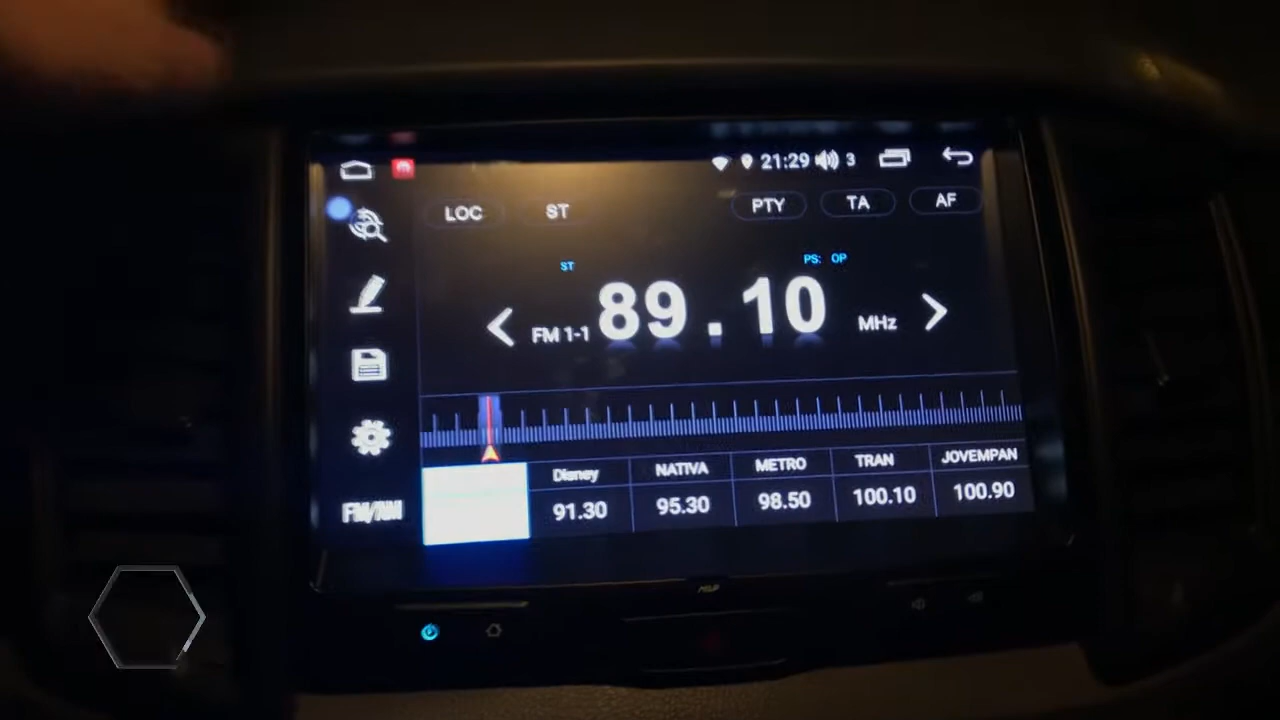 21:29 3
LOC ST PTY TA AF
ST PS: OP
FM 1-1 89.10 MHz
Disney NATIVA METRO TRAN JOVEMPAN
FM/AM 91.30 95.30 98.50 100.10 100.90